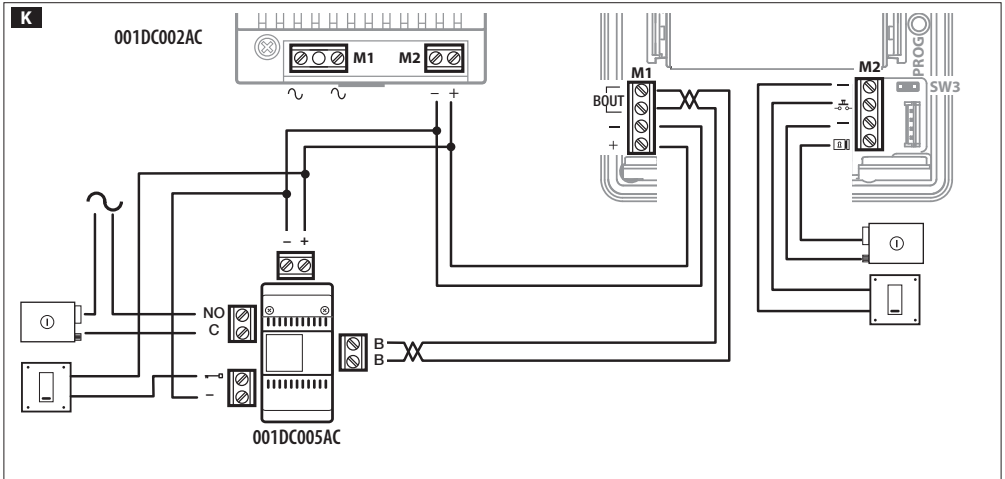 K
001DC002AC
M1
M2
– +
M1
BOUT
–
+
M2
PROG
SW3
–
–
– +
NO
C
–
B
B
001DC005AC